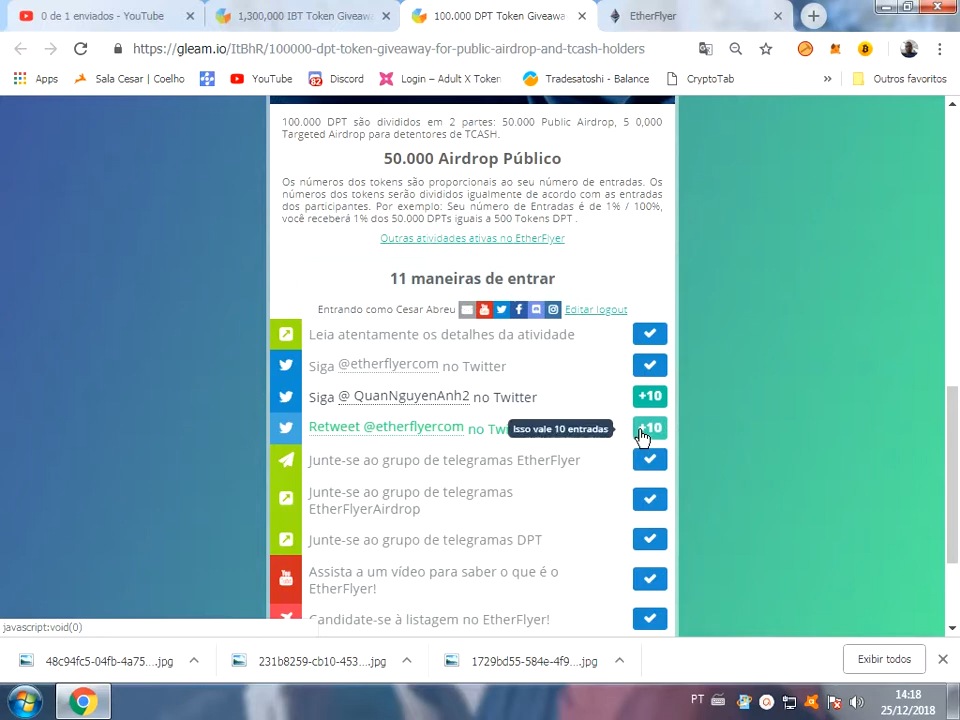 0 de 1 enviados - YouTube
1,300,000 IBT Token Giveaw
100.000 DPT Token Giveawa
EtherFlyer
https://gleam.io/ItBhR/100000-dpt-token-giveaway-for-public-airdrop-and-tcash-holders
Apps
Sala Cesar | Coelho
YouTube
82
Discord
Login – Adult X Token
Tradesatoshi - Balance
CryptoTab
»
Outros favoritos
100.000 DPT são divididos em 2 partes: 50.000 Public Airdrop, 5 0,000
Targeted Airdrop para detentores de TCASH.
50.000 Airdrop Público
Os números dos tokens são proporcionais ao seu número de entradas. Os
números dos tokens serão divididos igualmente de acordo com as entradas
dos participantes. Por exemplo: Seu número de Entradas é de 1% / 100%,
você receberá 1% dos 50.000 DPTs iguais a 500 Tokens DPT .
Outras atividades ativas no EtherFlyer
11 maneiras de entrar
Entrando como Cesar Abreu
Editar logout
Leia atentamente os detalhes da atividade
Siga @etherflyercom no Twitter
Siga @ QuanNguyenAnh2 no Twitter
+10
Retweet @etherflyercom no Twi
Isso vale 10 entradas
+10
Junte-se ao grupo de telegramas EtherFlyer
Junte-se ao grupo de telegramas
EtherFlyerAirdrop
Junte-se ao grupo de telegramas DPT
Assista a um vídeo para saber o que é o
EtherFlyer!
Candidate-se à listagem no EtherFlyer!
javascript:void(0)
48c94fc5-04fb-4a75....jpg
231b8259-cb10-453....jpg
1729bd55-584e-4f9....jpg
Exibir todos
PT
14:18
25/12/2018